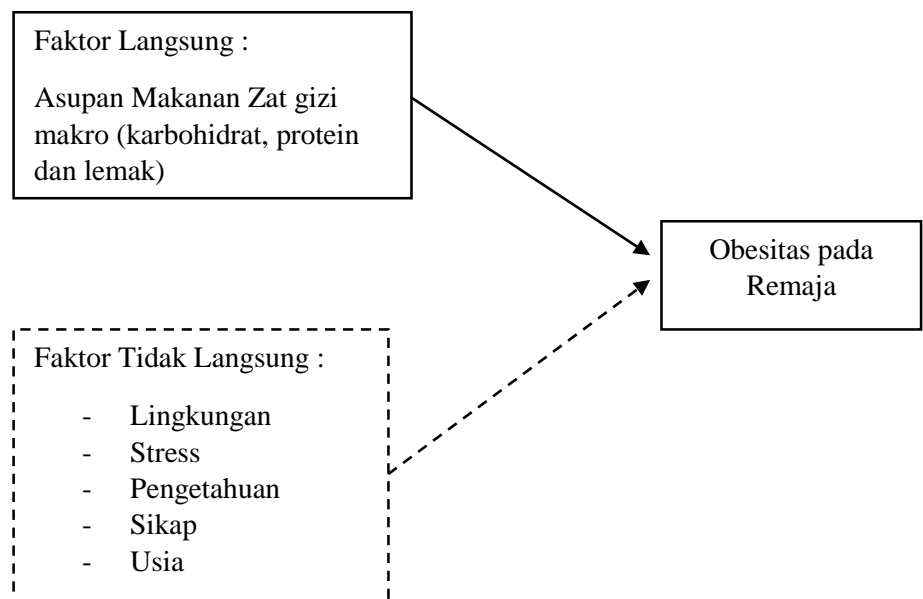 Faktor Langsung :
Asupan Makanan Zat gizi
makro (karbohidrat, protein
dan lemak)
Obesitas pada
Remaja
Faktor Tidak Langsung :
- Lingkungan
- Stress
- Pengetahuan
- Sikap
- Usia